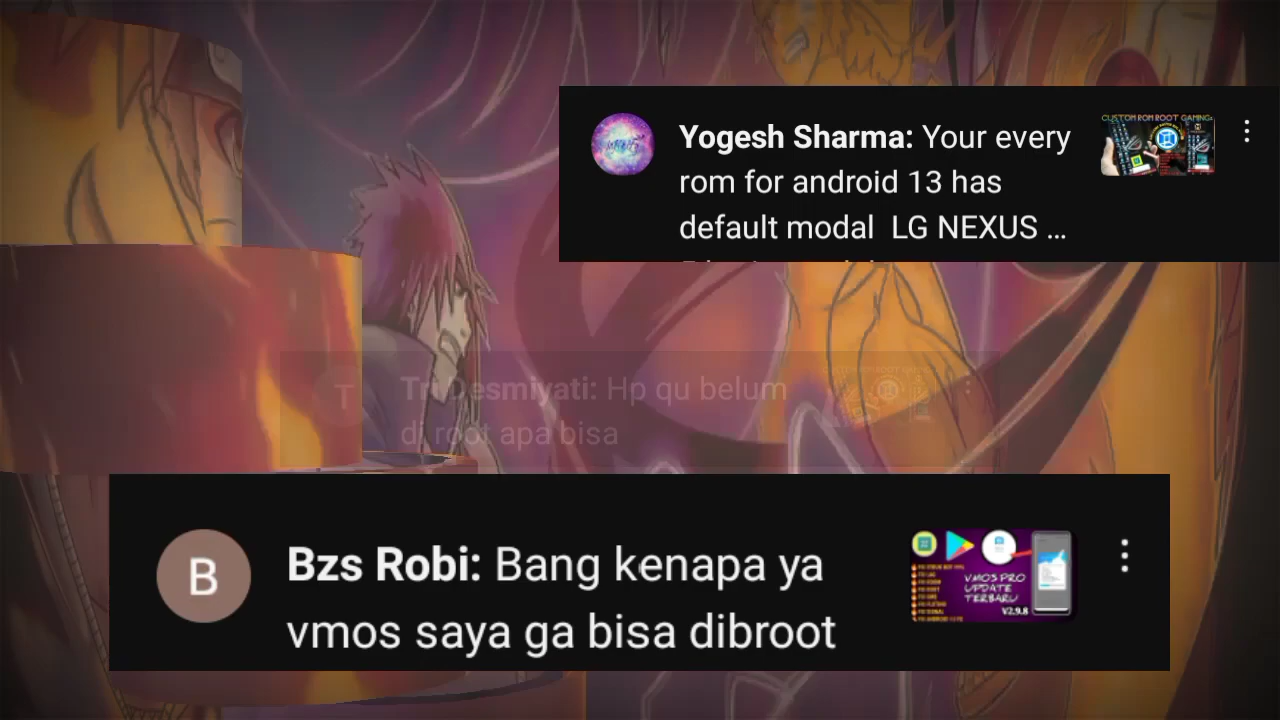 Yogesh Sharma: Your every
rom for android 13 has
default modal LG NEXUS ...
CUSTOM ROM ROOT GAMING
T
Tri Desmiyati: Hp qu belum
di root apa bisa
B
Bzs Robi: Bang kenapa ya
vmos saya ga bisa dibroot
VMOS PRO
UPDATE
TERBARU
V2.9.8